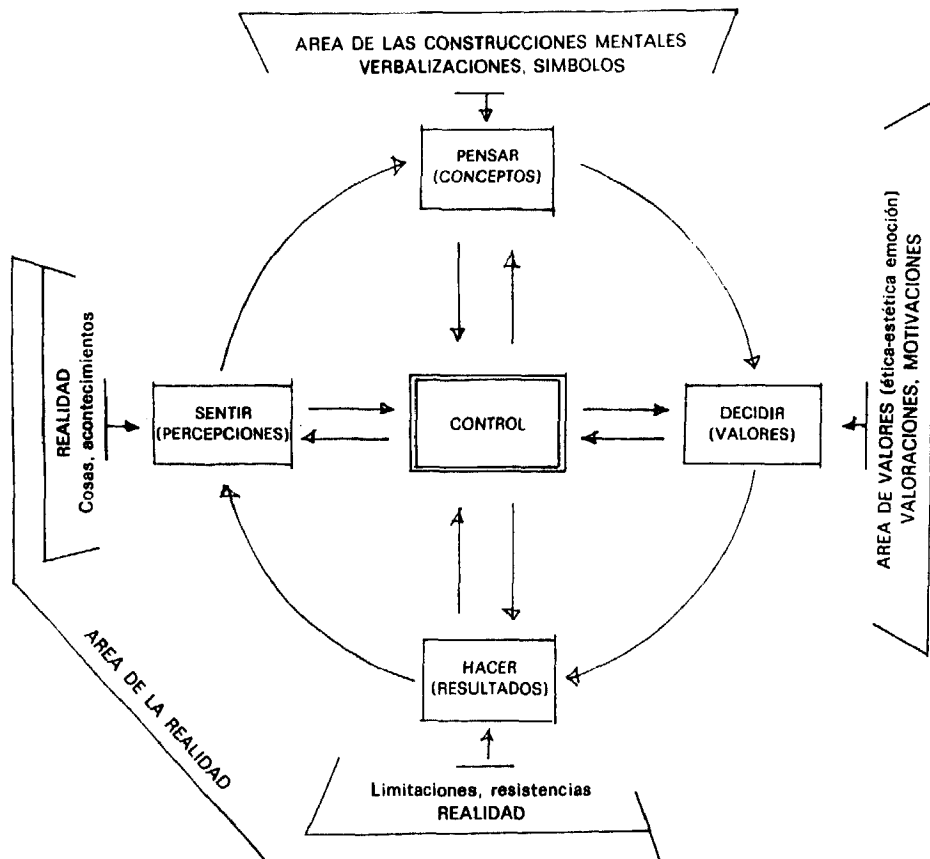 AREA DE LAS CONSTRUCCIONES MENTALES
VERBALIZACIONES, SIMBOLOS
PENSAR
(CONCEPTOS)
REALIDAD
Cosas, acontecimientos
SENTIR
(PERCEPCIONES)
CONTROL
DECIDIR
(VALORES)
AREA DE VALORES (ética-estética emoción)
VALORACIONES, MOTIVACIONES
HACER
(RESULTADOS)
AREA DE LA REALIDAD
Limitaciones, resistencias
REALIDAD